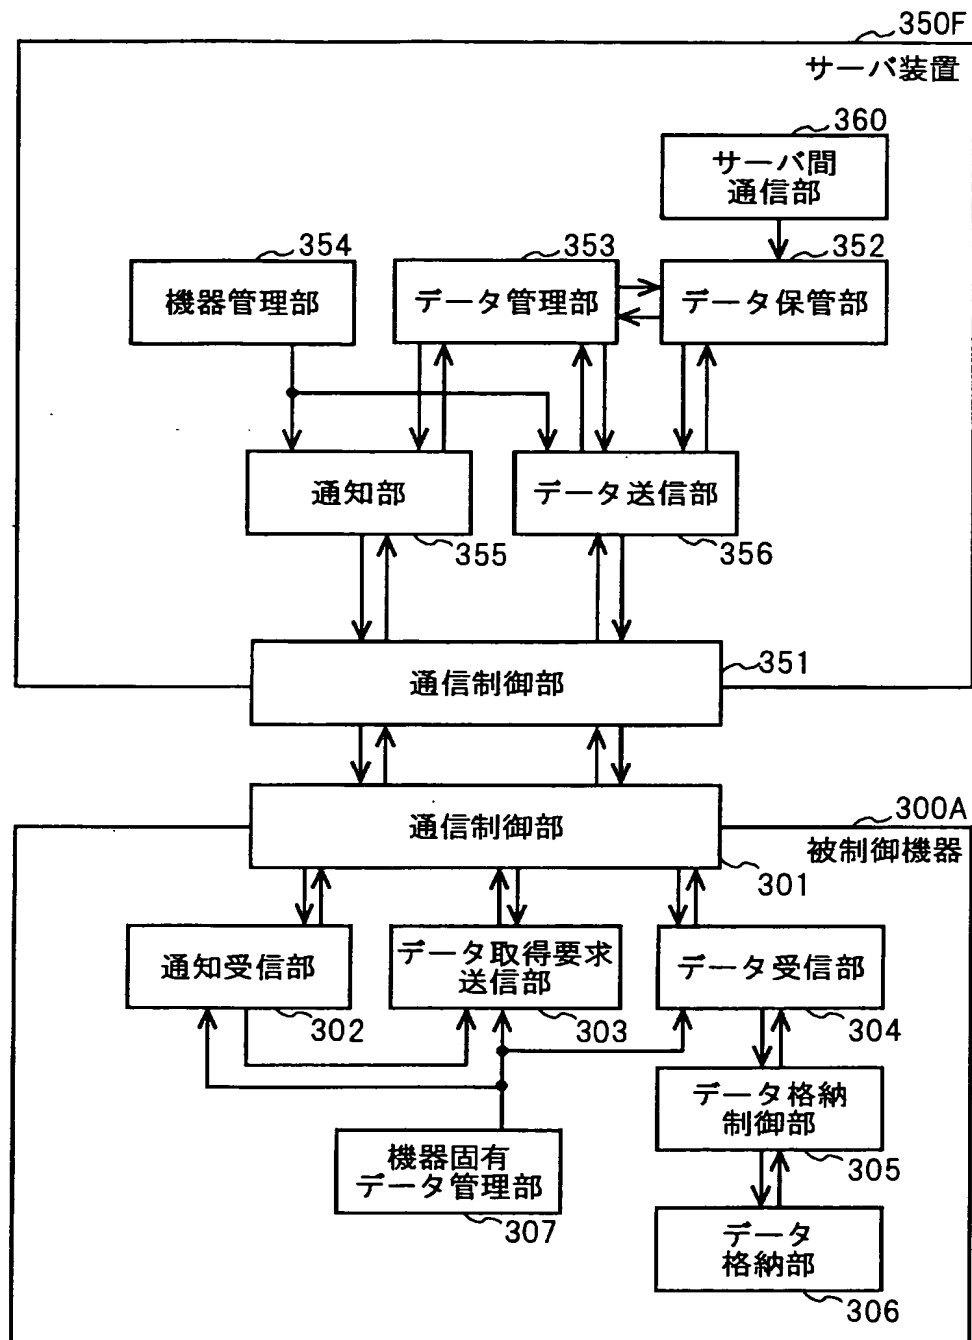 350F
サーバ装置
360
サーバ間
通信部
354
353
352
機器管理部
データ管理部
データ保管部
通知部
データ送信部
355
356
通信制御部
351
通信制御部
300A
被制御機器
301
通知受信部
データ取得要求
送信部
データ受信部
302
303
304
データ格納
制御部
305
機器固有
データ管理部
307
データ
格納部
306